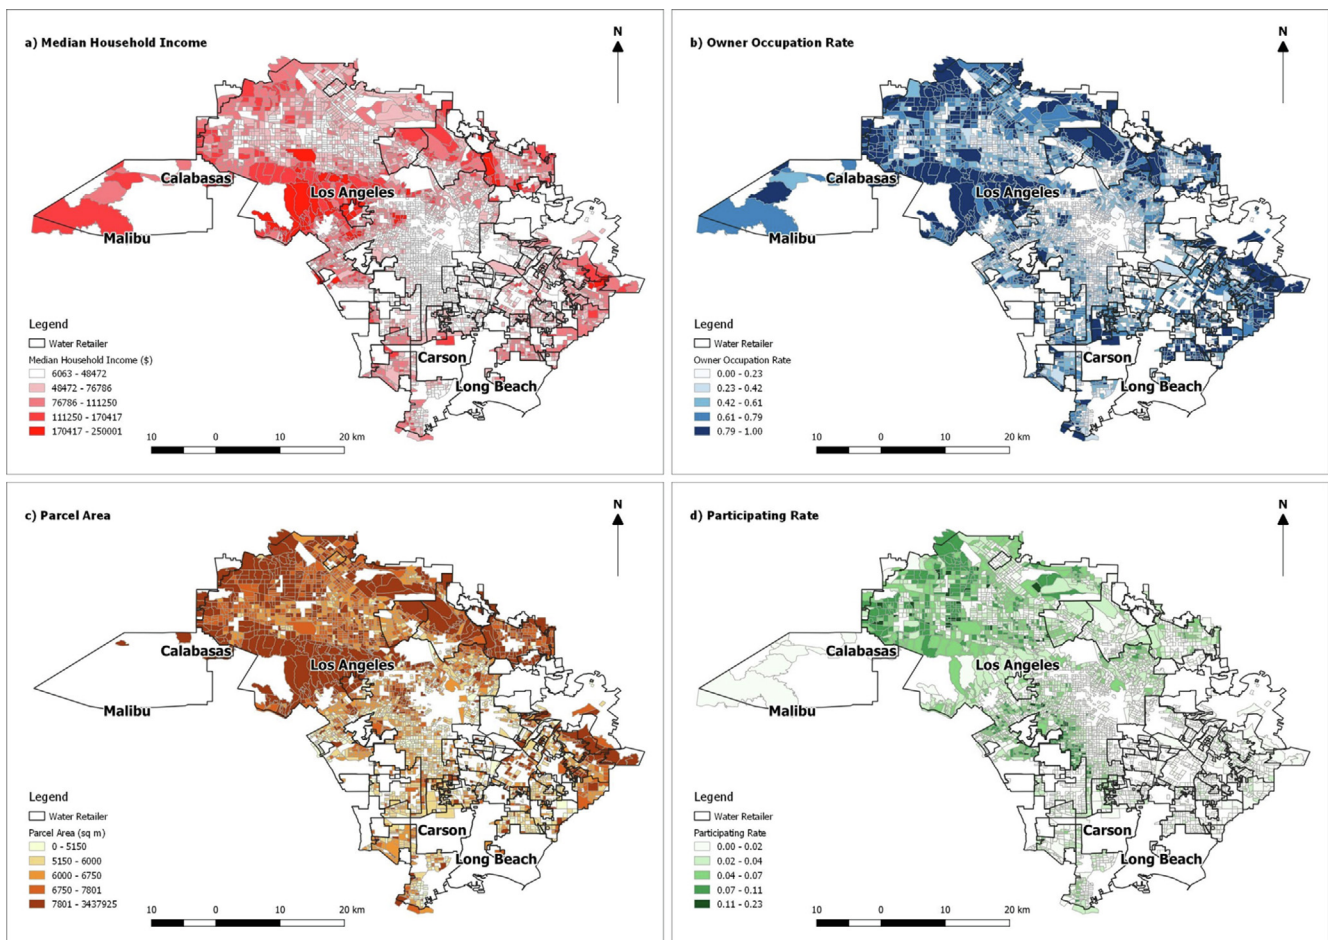 a) Median Household Income
N
Calabasas
Los Angeles
Malibu
Carson
Long Beach
Legend
Water Retailer
Median Household Income ($)
6063 - 48472
48472 - 76786
76786 - 111250
111250 - 170417
170417 - 250001
10 0 10 20 km
b) Owner Occupation Rate
N
Calabasas
Los Angeles
Malibu
Carson
Long Beach
Legend
Water Retailer
Owner Occupation Rate
0.00 - 0.23
0.23 - 0.42
0.42 - 0.61
0.61 - 0.79
0.79 - 1.00
10 0 10 20 km
c) Parcel Area
N
Calabasas
Los Angeles
Malibu
Carson
Long Beach
Legend
Water Retailer
Parcel Area (sq m)
0 - 5150
5150 - 6000
6000 - 6750
6750 - 7801
7801 - 3437925
10 0 10 20 km
d) Participating Rate
N
Calabasas
Los Angeles
Malibu
Carson
Long Beach
Legend
Water Retailer
Participating Rate
0.00 - 0.02
0.02 - 0.04
0.04 - 0.07
0.07 - 0.11
0.11 - 0.23
10 0 10 20 km